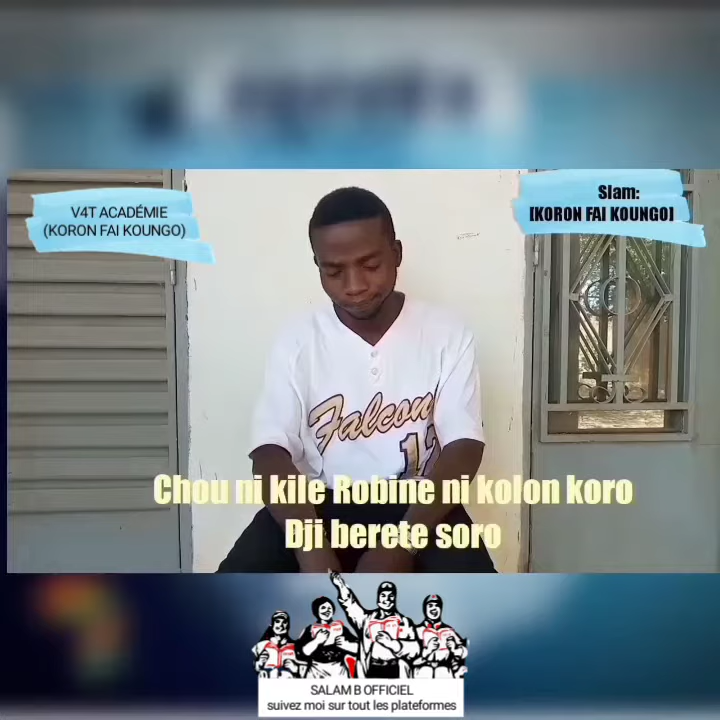 V4T ACADÉMIE
(KORON FAI KOUNGO)
Slam:
[KORON FAI KOUNGO]
Falcon
Chou ni kile Robine ni kolon koro
Dji berete soro
SALAM B OFFICIEL
suivez moi sur tout les plateformes